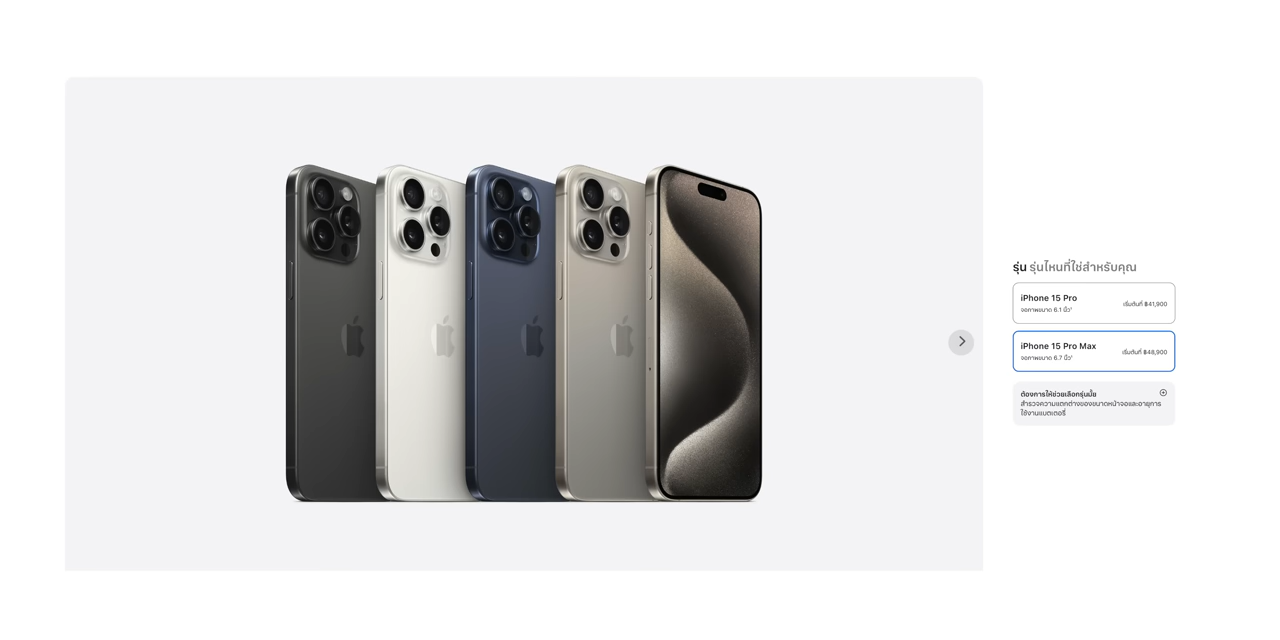 รุ่น รุ่นไหนที่ใช่สำหรับคุณ
iPhone 15 Pro
จอภาพขนาด 6.1 นิ้ว¹
เริ่มต้นที่ ฿41,900
iPhone 15 Pro Max
จอภาพขนาด 6.7 นิ้ว¹
เริ่มต้นที่ ฿48,900
ต้องการให้ช่วยเลือกรุ่นมั้ย
สำรวจความแตกต่างของขนาดหน้าจอและอายุการ
ใช้งานแบตเตอรี่